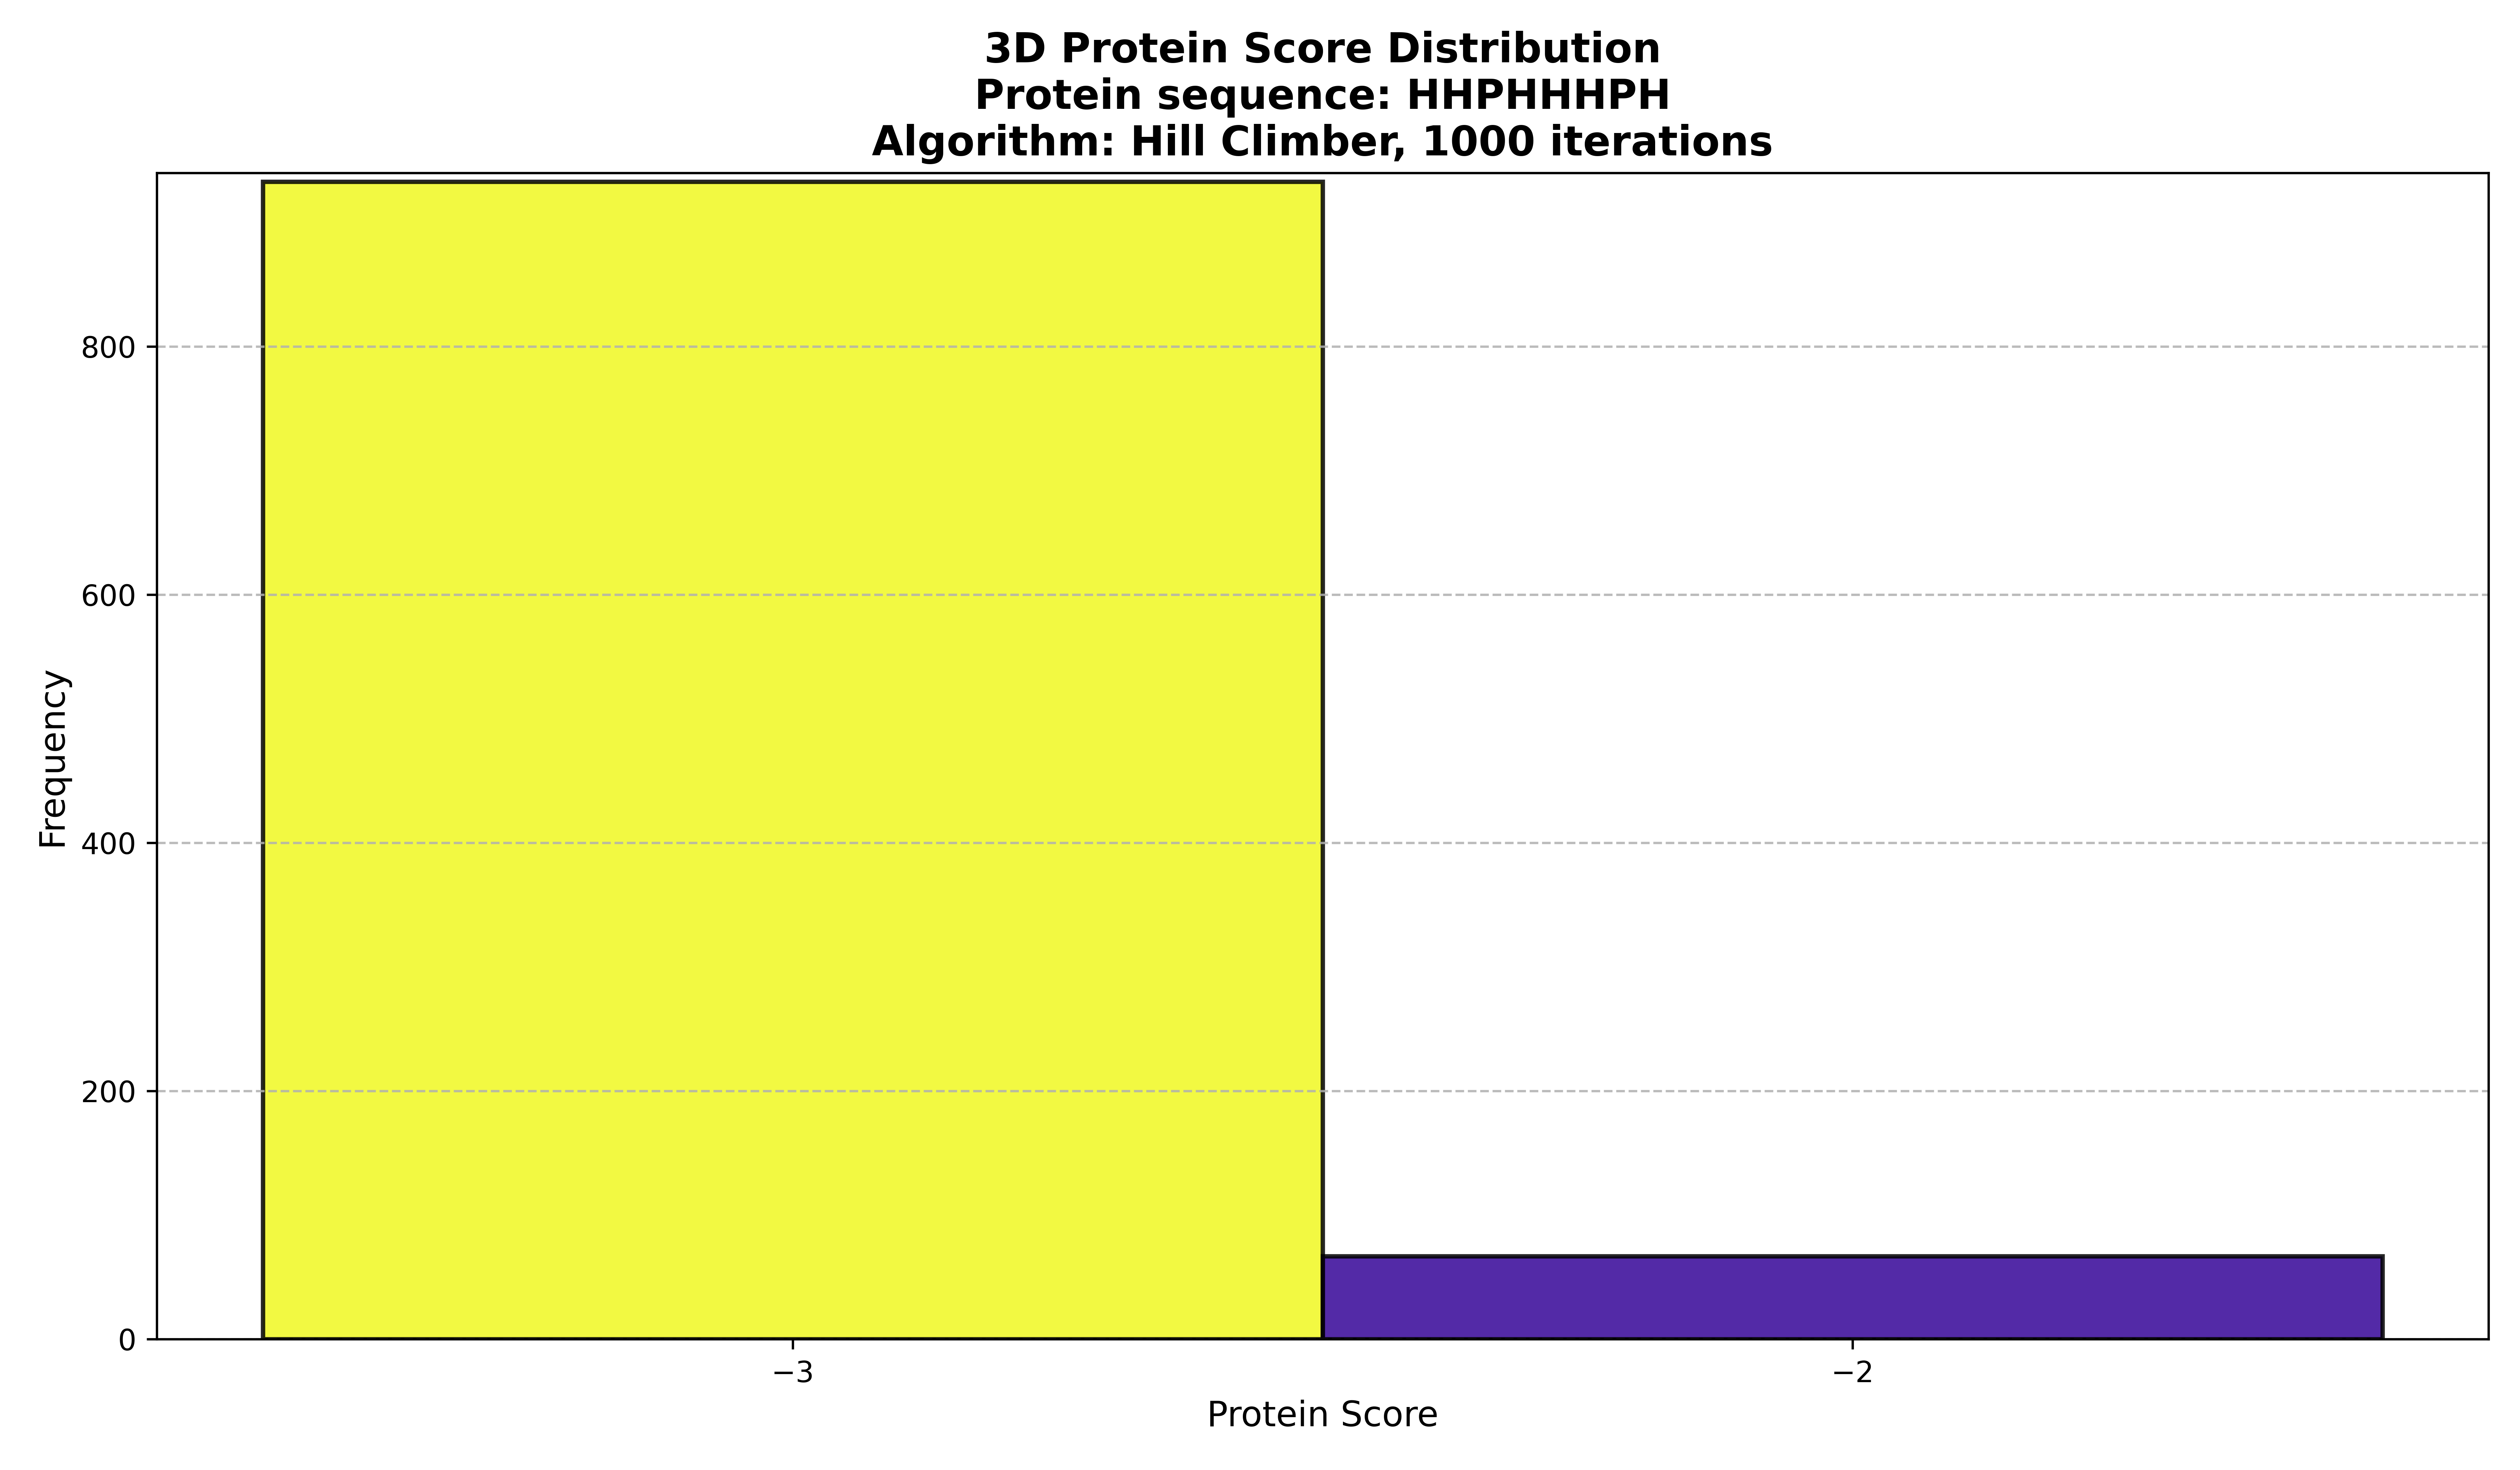 3D Protein Score Distribution
Protein sequence: HHPHHHPH
Algorithm: Hill Climber, 1000 iterations
Frequency
800
600
400
200
0
−3
−2
Protein Score